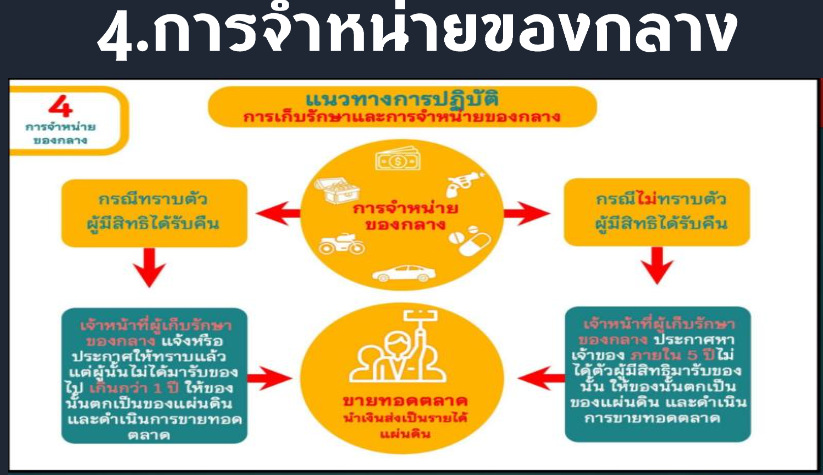 4.การจำหน่ายของกลาง
4
การจำหน่าย
ของกลาง
แนวทางการปฏิบัติ
การเก็บรักษาและการจำหน่ายของกลาง
กรณีทราบตัว
ผู้มีสิทธิได้รับคืน
การจำหน่าย
ของกลาง
กรณีไม่ทราบตัว
ผู้มีสิทธิได้รับคืน
เจ้าหน้าที่ผู้เก็บรักษา
ของกลาง แจ้งหรือ
ประกาศให้ทราบแล้ว
แต่ผู้นั้นไม่ได้มารับของ
ไป เกินกว่า 1 ปี ให้ของ
นั้นตกเป็นของแผ่นดิน
และดำเนินการขายทอด
ตลาด
ขายทอดตลาด
นำเงินส่งเป็นรายได้
แผ่นดิน
เจ้าหน้าที่ผู้เก็บรักษา
ของกลาง ประกาศหา
เจ้าของ ภายใน 5 ปีไม่
ได้ตัวผู้มีสิทธิมารับของ
นั้น ให้ของนั้นตกเป็น
ของแผ่นดิน และดำเนิน
การขายทอดตลาด